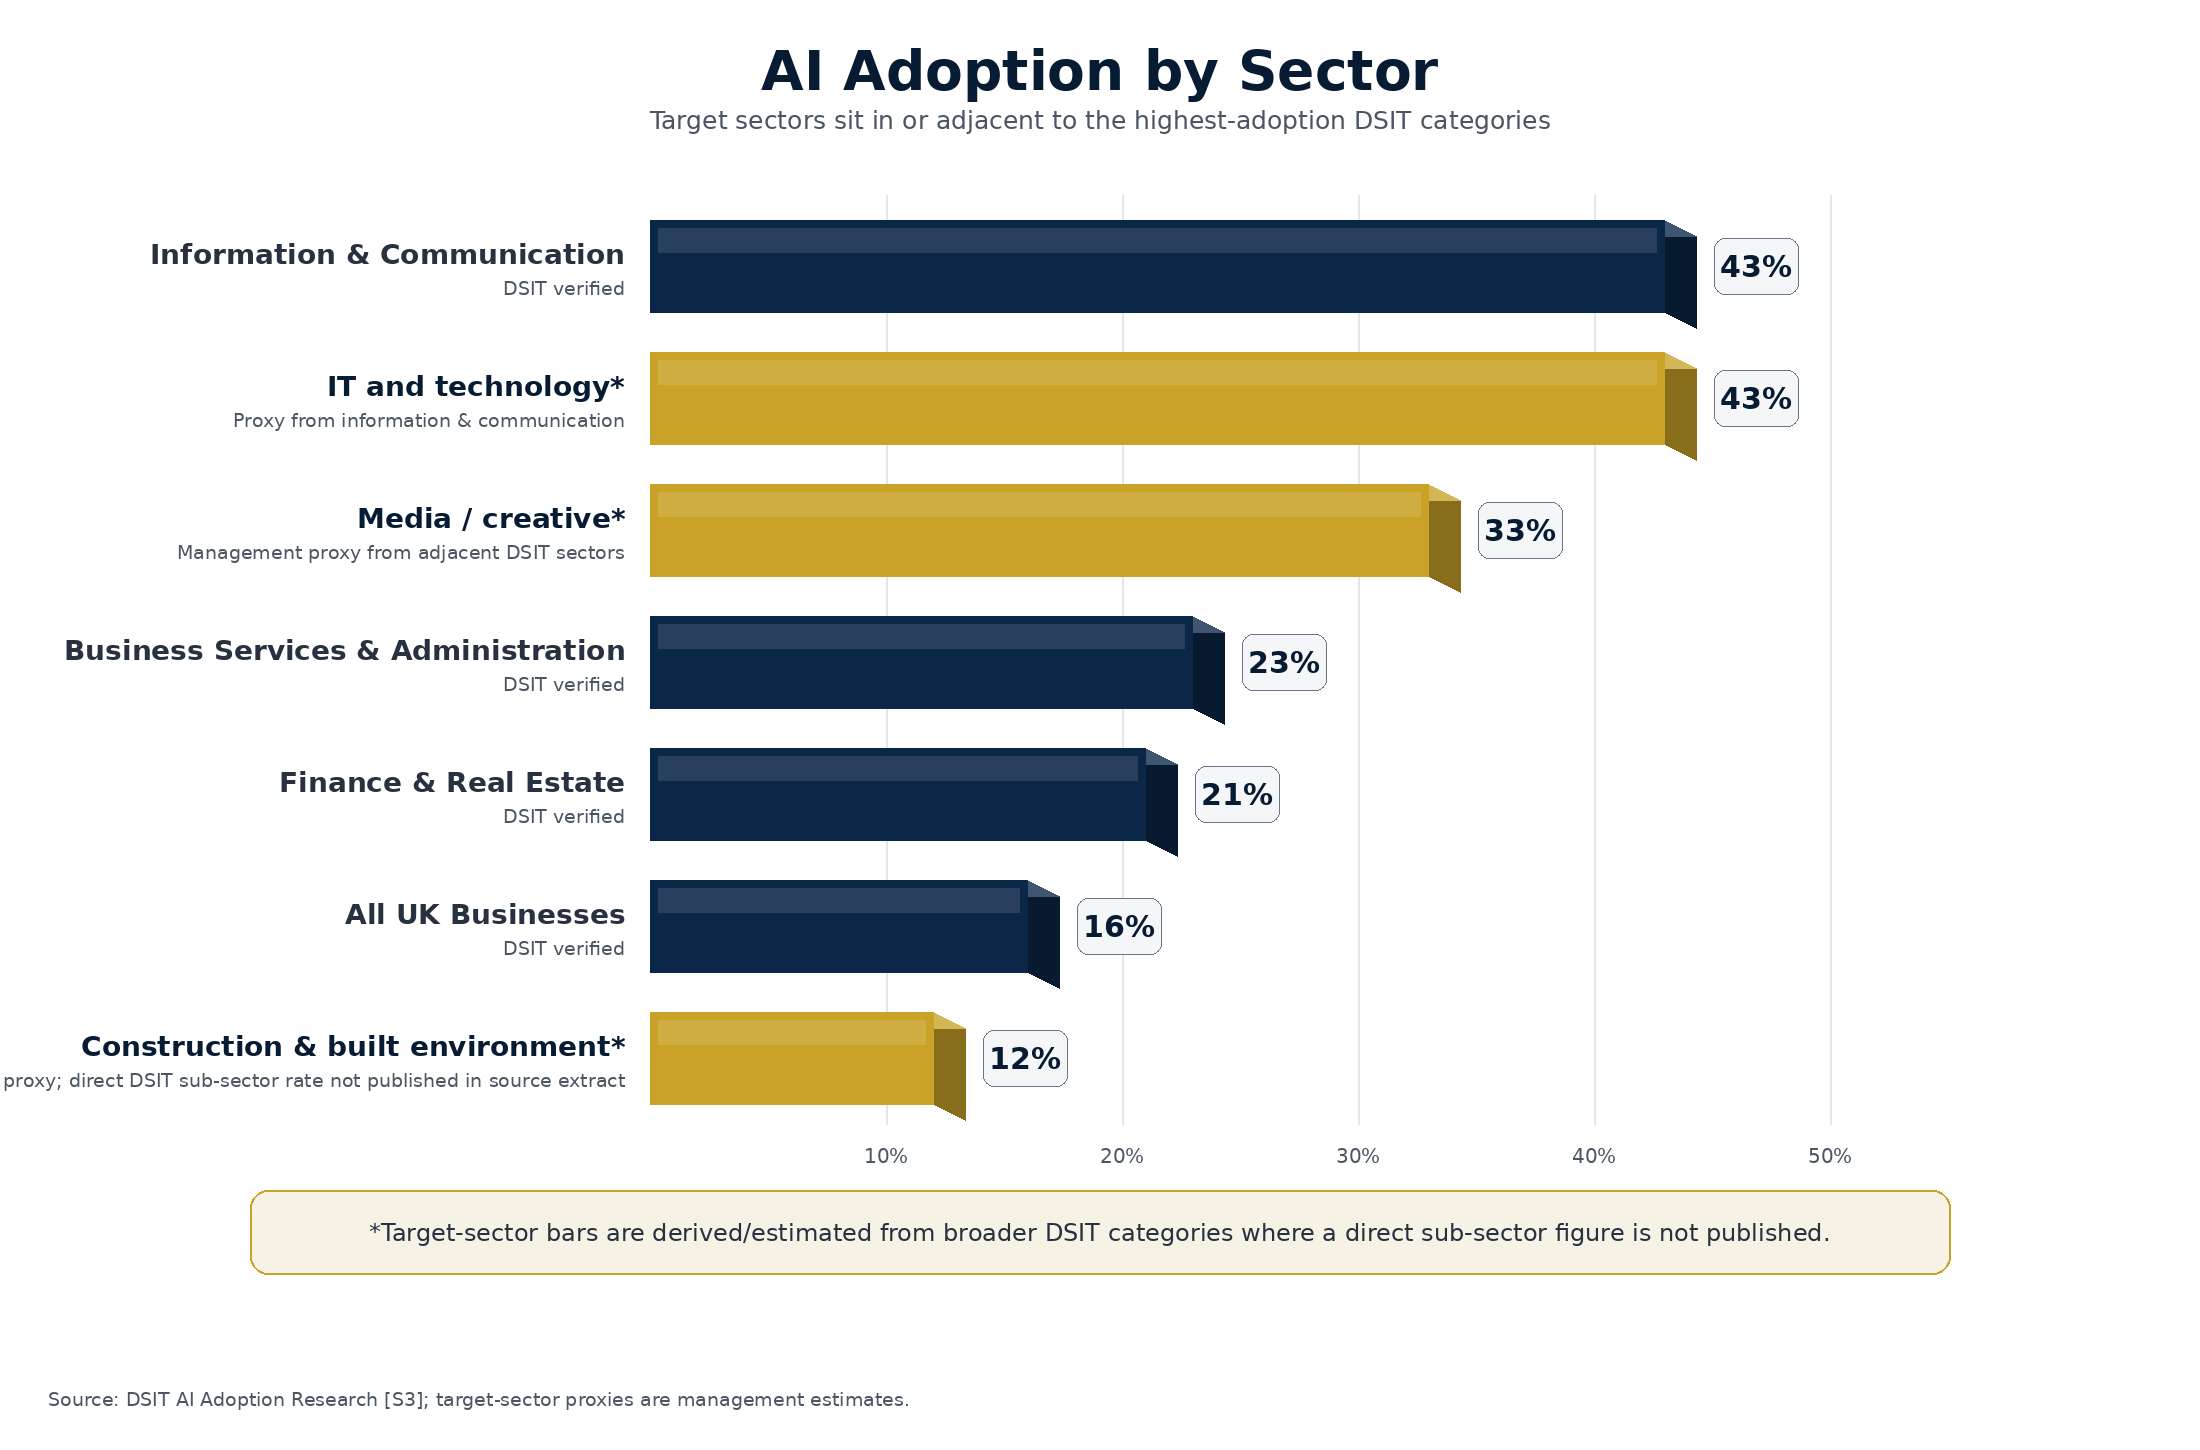 AI Adoption by Sector
Target sectors sit in or adjacent to the highest-adoption DSIT categories
Information & Communication
DSIT verified
43%
IT and technology*
Proxy from information & communication
43%
Media / creative*
Management proxy from adjacent DSIT sectors
33%
Business Services & Administration
DSIT verified
23%
Finance & Real Estate
DSIT verified
21%
All UK Businesses
DSIT verified
16%
Construction & built environment*
proxy; direct DSIT sub-sector rate not published in source extract
12%
10% 20% 30% 40% 50%
*Target-sector bars are derived/estimated from broader DSIT categories where a direct sub-sector figure is not published.
Source: DSIT AI Adoption Research [S3]; target-sector proxies are management estimates.